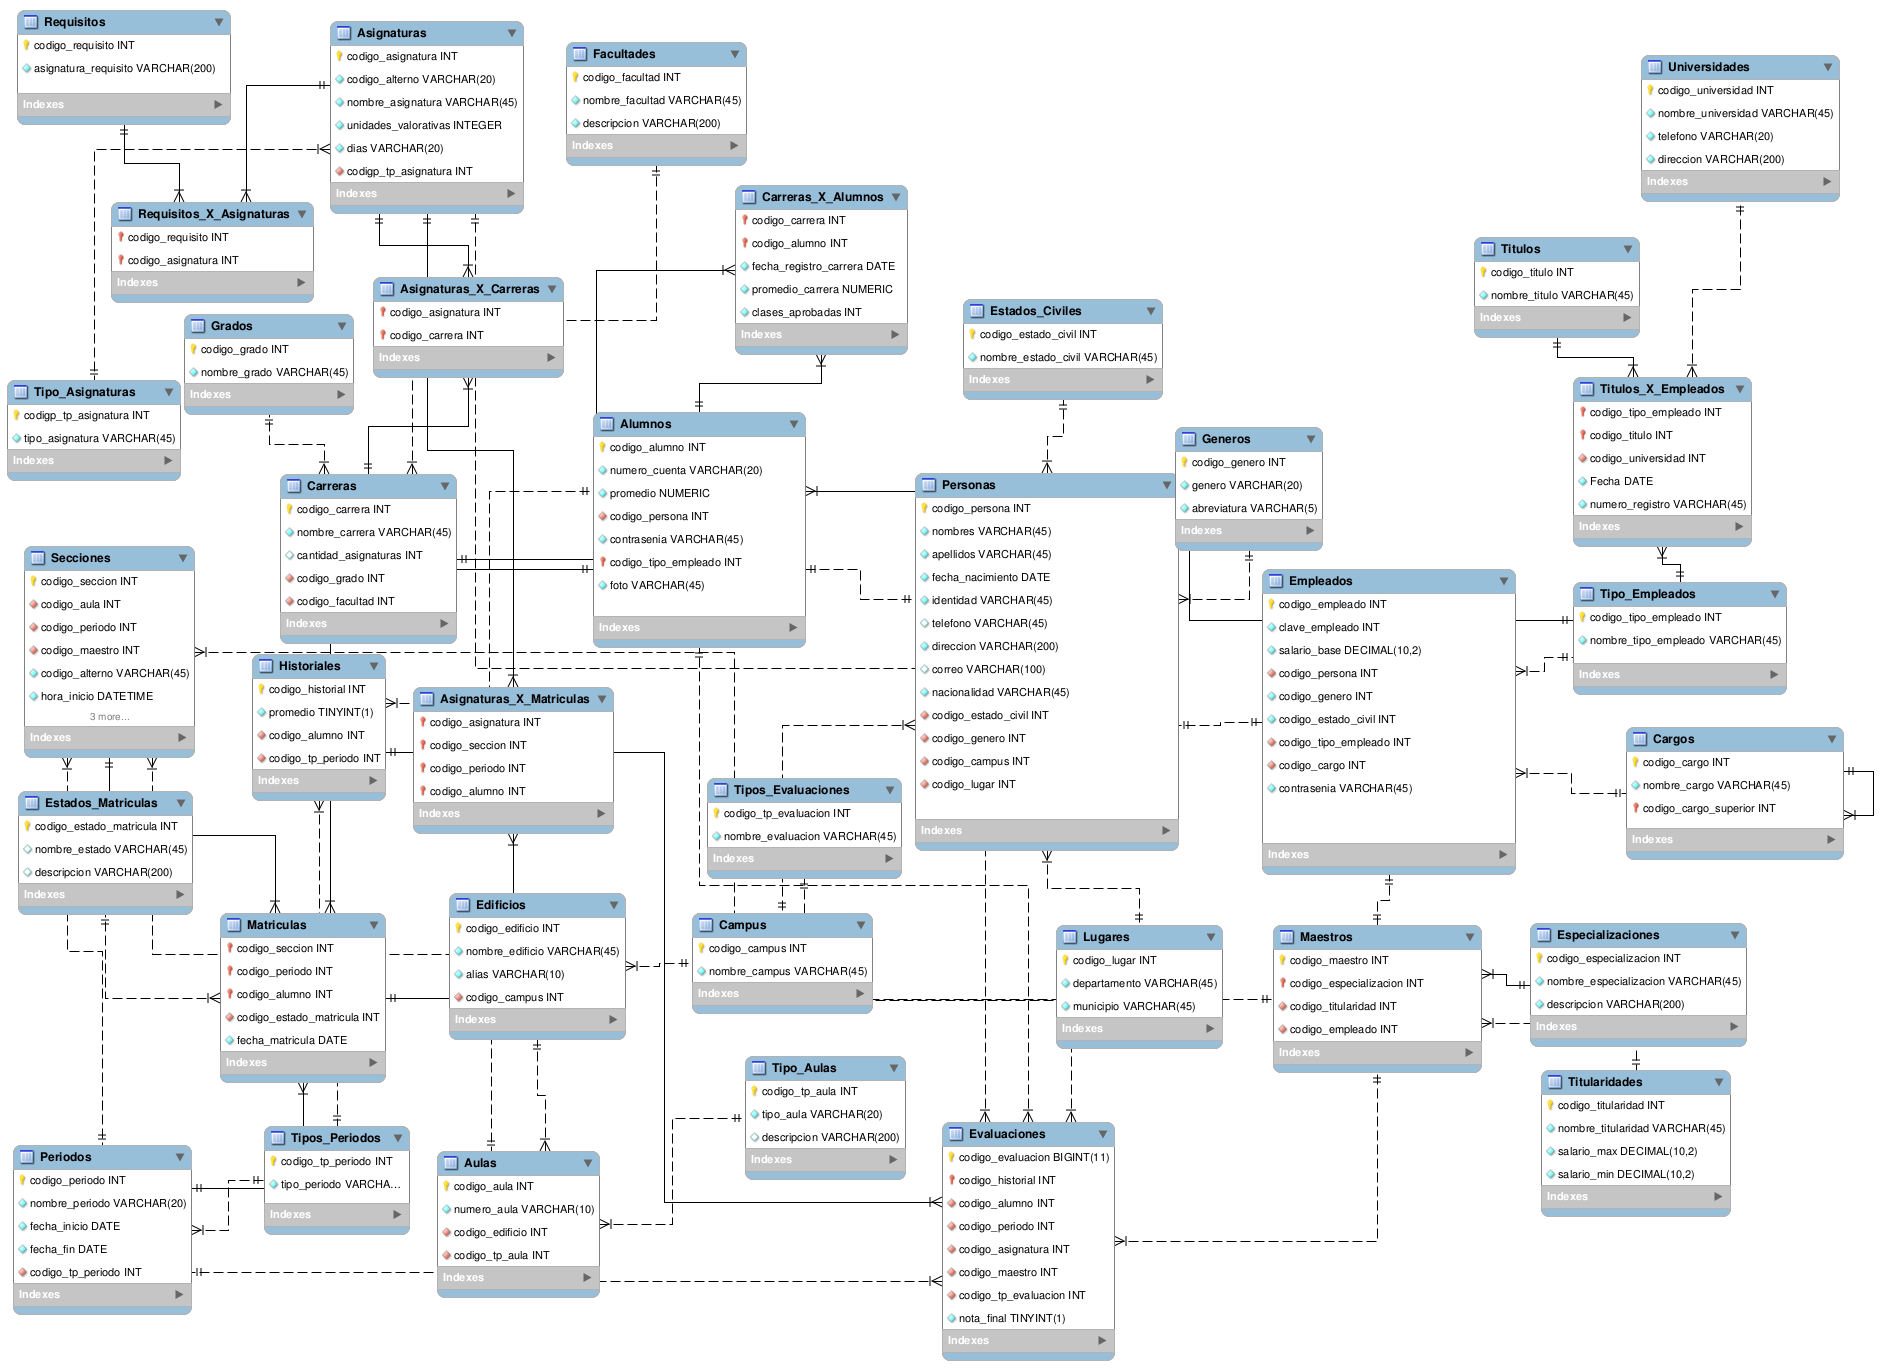 Requisitos
codigo_requisito INT
asignatura_requisito VARCHAR(200)
Indexes
Asignaturas
codigo_asignatura INT
codigo_alterno VARCHAR(20)
nombre_asignatura VARCHAR(45)
unidades_valorativas INTEGER
dias VARCHAR(20)
codigp_tp_asignatura INT
Indexes
Facultades
codigo_facultad INT
nombre_facultad VARCHAR(45)
descripcion VARCHAR(200)
Indexes
Universidades
codigo_universidad INT
nombre_universidad VARCHAR(45)
telefono VARCHAR(20)
direccion VARCHAR(200)
Indexes
Requisitos_X_Asignaturas
codigo_requisito INT
codigo_asignatura INT
Indexes
Carreras_X_Alumnos
codigo_carrera INT
codigo_alumno INT
fecha_registro_carrera DATE
promedio_carrera NUMERIC
clases_aprobadas INT
Indexes
Titulos
codigo_titulo INT
nombre_titulo VARCHAR(45)
Indexes
Asignaturas_X_Carreras
codigo_asignatura INT
codigo_carrera INT
Indexes
Grados
codigo_grado INT
nombre_grado VARCHAR(45)
Indexes
Estados_Civiles
codigo_estado_civil INT
nombre_estado_civil VARCHAR(45)
Indexes
Tipo_Asignaturas
codigp_tp_asignatura INT
tipo_asignatura VARCHAR(45)
Indexes
Titulos_X_Empleados
codigo_tipo_empleado INT
codigo_titulo INT
codigo_universidad INT
Fecha DATE
numero_registro VARCHAR(45)
Indexes
Alumnos
codigo_alumno INT
numero_cuenta VARCHAR(20)
promedio NUMERIC
codigo_persona INT
contrasenia VARCHAR(45)
codigo_tipo_empleado INT
foto VARCHAR(45)
Indexes
Generos
codigo_genero INT
genero VARCHAR(20)
abreviatura VARCHAR(5)
Indexes
Carreras
codigo_carrera INT
nombre_carrera VARCHAR(45)
cantidad_asignaturas INT
codigo_grado INT
codigo_facultad INT
Indexes
Personas
codigo_persona INT
nombres VARCHAR(45)
apellidos VARCHAR(45)
fecha_nacimiento DATE
identidad VARCHAR(45)
telefono VARCHAR(45)
direccion VARCHAR(200)
correo VARCHAR(100)
nacionalidad VARCHAR(45)
codigo_estado_civil INT
codigo_genero INT
codigo_campus INT
codigo_lugar INT
Indexes
Secciones
codigo_seccion INT
codigo_aula INT
codigo_periodo INT
codigo_maestro INT
codigo_alterno VARCHAR(45)
hora_inicio DATETIME
3 more...
Indexes
Empleados
codigo_empleado INT
clave_empleado INT
salario_base DECIMAL(10,2)
codigo_persona INT
codigo_genero INT
codigo_estado_civil INT
codigo_tipo_empleado INT
codigo_cargo INT
contrasenia VARCHAR(45)
Indexes
Tipo_Empleados
codigo_tipo_empleado INT
nombre_tipo_empleado VARCHAR(45)
Indexes
Historiales
codigo_historial INT
promedio TINYINT(1)
codigo_alumno INT
codigo_tp_periodo INT
Indexes
Asignaturas_X_Matriculas
codigo_asignatura INT
codigo_seccion INT
codigo_periodo INT
codigo_alumno INT
Indexes
Cargos
codigo_cargo INT
nombre_cargo VARCHAR(45)
codigo_cargo_superior INT
Indexes
Tipos_Evaluaciones
codigo_tp_evaluacion INT
nombre_evaluacion VARCHAR(45)
Indexes
Estados_Matriculas
codigo_estado_matricula INT
nombre_estado VARCHAR(45)
descripcion VARCHAR(200)
Indexes
Edificios
codigo_edificio INT
nombre_edificio VARCHAR(45)
alias VARCHAR(10)
codigo_campus INT
Indexes
Matriculas
codigo_seccion INT
codigo_periodo INT
codigo_alumno INT
codigo_estado_matricula INT
fecha_matricula DATE
Indexes
Campus
codigo_campus INT
nombre_campus VARCHAR(45)
Indexes
Lugares
codigo_lugar INT
departamento VARCHAR(45)
municipio VARCHAR(45)
Indexes
Maestros
codigo_maestro INT
codigo_especializacion INT
codigo_titularidad INT
codigo_empleado INT
Indexes
Especializaciones
codigo_especializacion INT
nombre_especializacion VARCHAR(45)
descripcion VARCHAR(200)
Indexes
Tipo_Aulas
codigo_tp_aula INT
tipo_aula VARCHAR(20)
descripcion VARCHAR(200)
Indexes
Titularidades
codigo_titularidad INT
nombre_titularidad VARCHAR(45)
salario_max DECIMAL(10,2)
salario_min DECIMAL(10,2)
Indexes
Periodos
codigo_periodo INT
nombre_periodo VARCHAR(20)
fecha_inicio DATE
fecha_fin DATE
codigo_tp_periodo INT
Indexes
Tipos_Periodos
codigo_tp_periodo INT
tipo_periodo VARCHA...
Indexes
Aulas
codigo_aula INT
numero_aula VARCHAR(10)
codigo_edificio INT
codigo_tp_aula INT
Indexes
Evaluaciones
codigo_evaluacion BIGINT(11)
codigo_historial INT
codigo_alumno INT
codigo_periodo INT
codigo_asignatura INT
codigo_maestro INT
codigo_tp_evaluacion INT
nota_final TINYINT(1)
Indexes